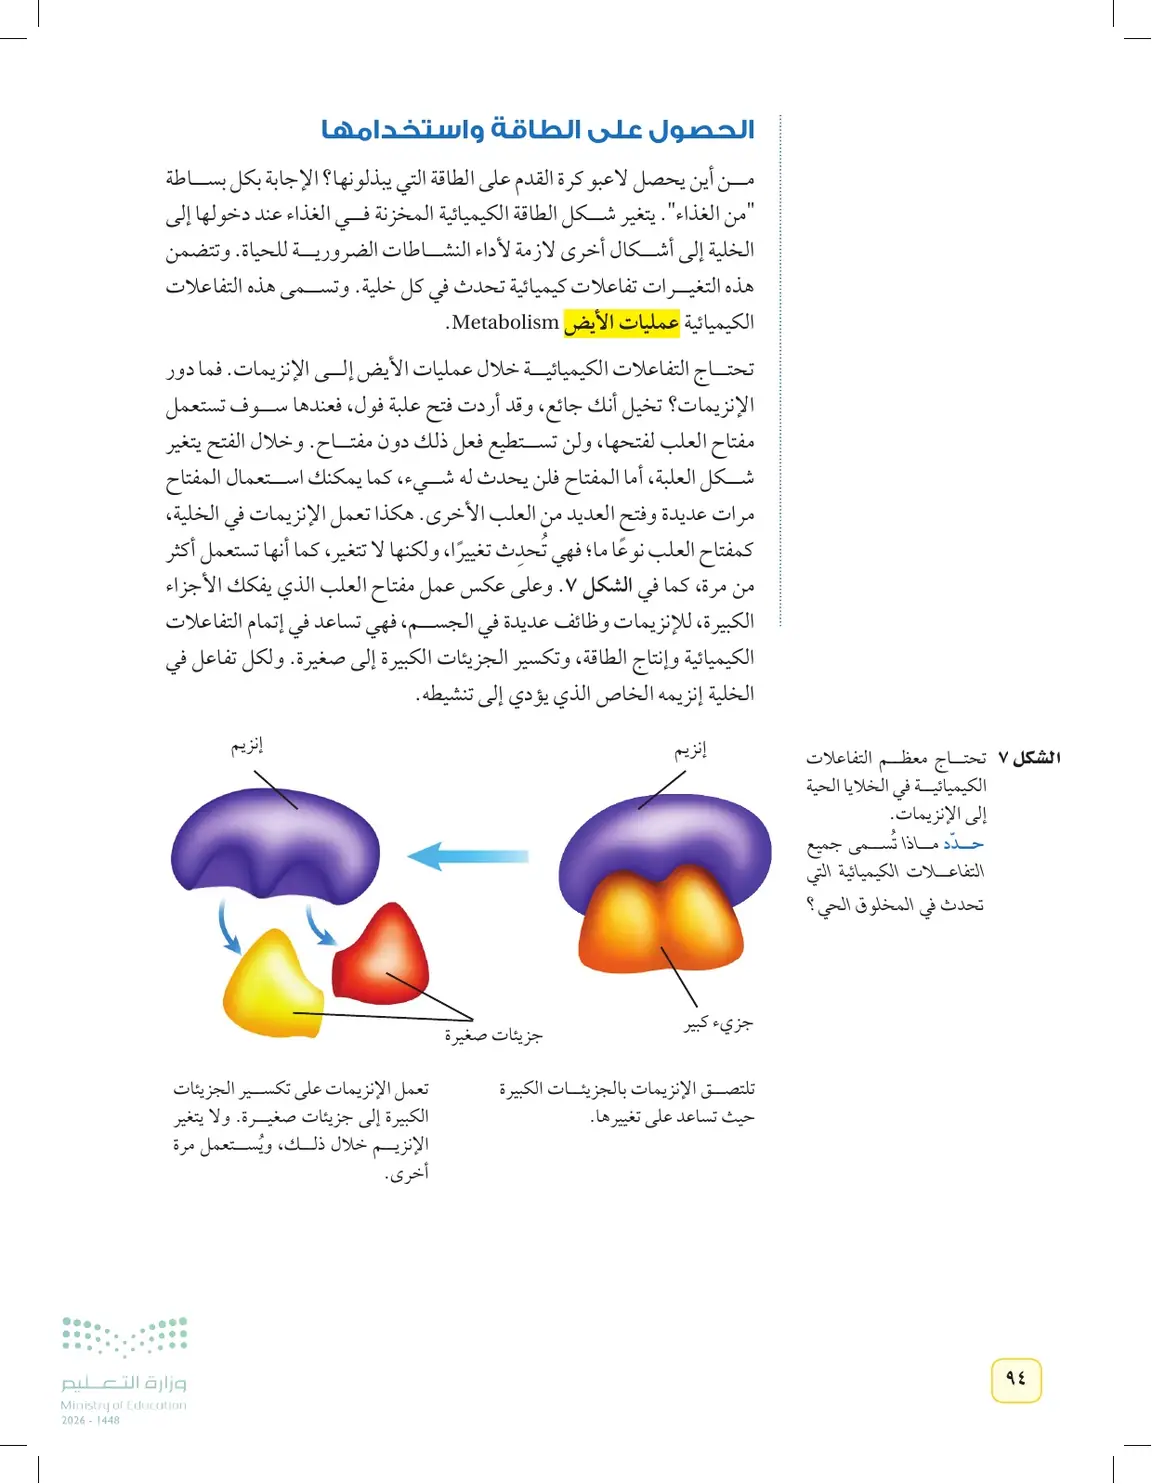 الحصول على الطاقة واستخدامها
من أين يحصل لاعبو كرة القدم على الطاقة التي يبذلونها؟ الإجابة بكل بساطة
"من الغذاء". يتغير شكل الطاقة الكيميائية المخزنة في الغذاء عند دخولها إلى
الخلية إلى أشكال أخرى لازمة لأداء النشاطات الضرورية للحياة. وتتضمن
هذه التغيرات تفاعلات كيميائية تحدث في كل خلية. وتسمى هذه التفاعلات
الكيميائية عمليات الأيض Metabolism.
تحتاج التفاعلات الكيميائية خلال عمليات الأيض إلى الإنزيمات. فما دور
الإنزيمات؟ تخيل أنك جائع، وقد أردت فتح علبة فول، فعندها سوف تستعمل
مفتاح العلب لفتحها، ولن تستطيع فعل ذلك دون مفتاح. وخلال الفتح يتغير
شكل العلبة، أما المفتاح فلن يحدث له شيء، كما يمكنك استعمال المفتاح
مرات عديدة وفتح العديد من العلب الأخرى. هكذا تعمل الإنزيمات في الخلية،
كمفتاح العلب نوعًا ما؛ فهي تُحدِث تغييرًا، ولكنها لا تتغير، كما أنها تستعمل أكثر
من مرة، كما في الشكل ٧. وعلى عكس عمل مفتاح العلب الذي يفكك الأجزاء
الكبيرة، للإنزيمات وظائف عديدة في الجسم، فهي تساعد في إتمام التفاعلات
الكيميائية وإنتاج الطاقة، وتكسير الجزيئات الكبيرة إلى صغيرة. ولكل تفاعل في
الخلية إنزيمه الخاص الذي يؤدي إلى تنشيطه.
الشكل ٧ تحتاج معظم التفاعلات
الكيميائية في الخلايا الحية
إلى الإنزيمات.
حدّد ماذا تُسمى جميع
التفاعلات الكيميائية التي
تحدث في المخلوق الحي؟
إنزيم
إنزيم
جزيء كبير
جزيئات صغيرة
تلتصق الإنزيمات بالجزيئات الكبيرة
حيث تساعد على تغييرها.
تعمل الإنزيمات على تكسير الجزيئات
الكبيرة إلى جزيئات صغيرة. ولا يتغير
الإنزيم خلال ذلك، ويُستعمل مرة
أخرى.
وزارة التعليم
Ministry of Education
2026 - 1448
٩٤